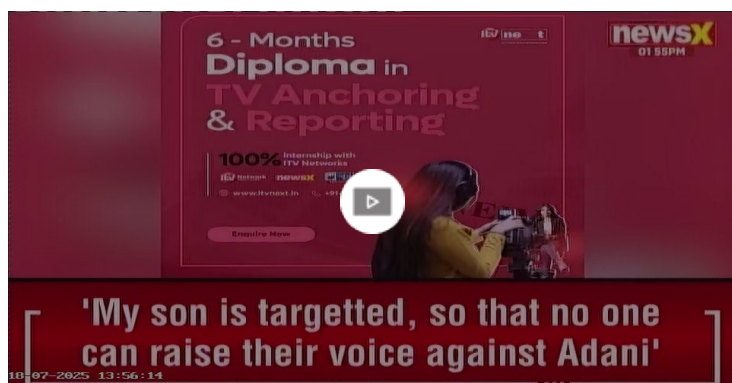 6 - Months
Diploma in
TV Anchoring
& Reporting
100% Internship with
ITV Networks
newsX
www.itvnext.in
Enquire Now
newsX
01 55PM
'My son is targetted, so that no one
can raise their voice against Adani'
18-07-2025 13:56:14